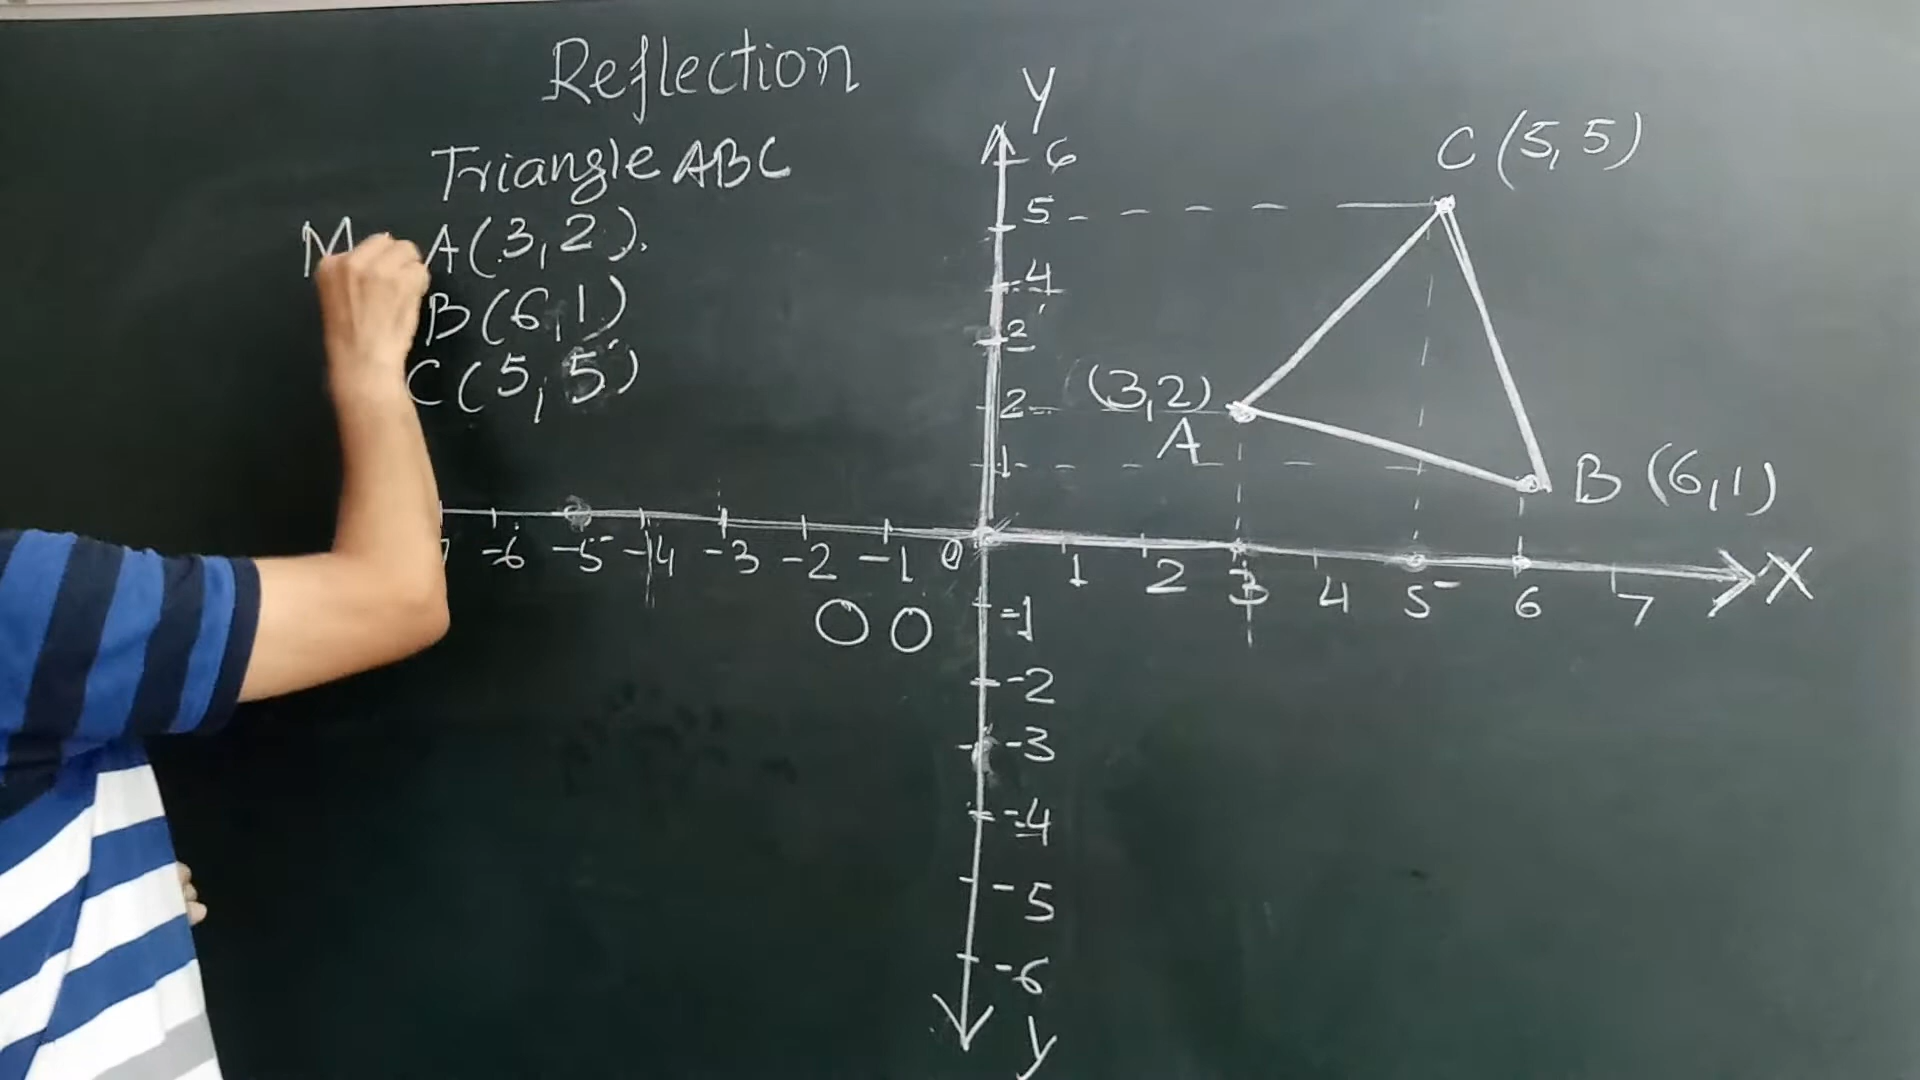 Reflection
Triangle ABC
M A(3,2).
B(6,1)
C(5,5)
Y
6
5
4
3
2
1
C (5,5)
(3,2)
A
B (6,1)
-6 -5 -4 -3 -2 -1 0 1 2 3 4 5 6 7 X
O O
-1
-2
-3
-4
-5
-6
y